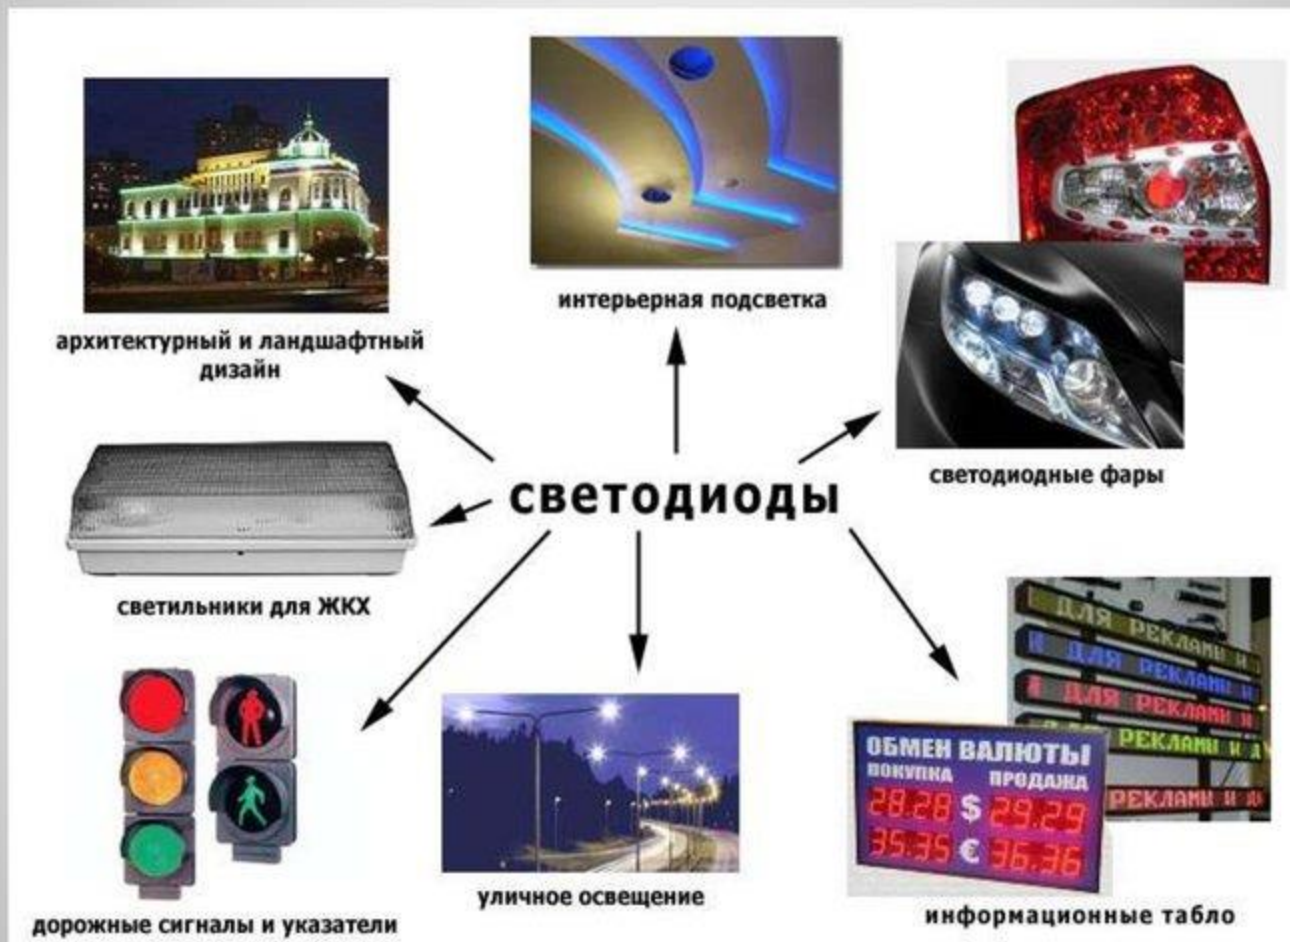 интерьерная подсветка
архитектурный и ландшафтный
дизайн
светодиодные фары
светодиоды
светильники для ЖКХ
ДЛЯ РЕКЛАМЫ И
ДЛЯ РЕКЛАМЫ И
ДЛЯ РЕКЛАМЫ И
РЕКЛАМЫ И Д
РЕКЛАМЫ И ДЛ
ОБМЕН ВАЛЮТЫ
ПОКУПКА ПРОДАЖА
28.28 $ 29.29
35.35 € 36.36
уличное освещение
информационные табло
дорожные сигналы и указатели